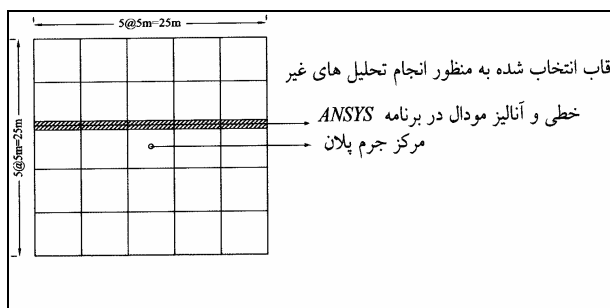 5@5m=25m
5@5m=25m
قاب انتخاب شده به منظور انجام تحلیل های غیر
خطی و آنالیز مودال در برنامه ANSYS
مرکز جرم پلان